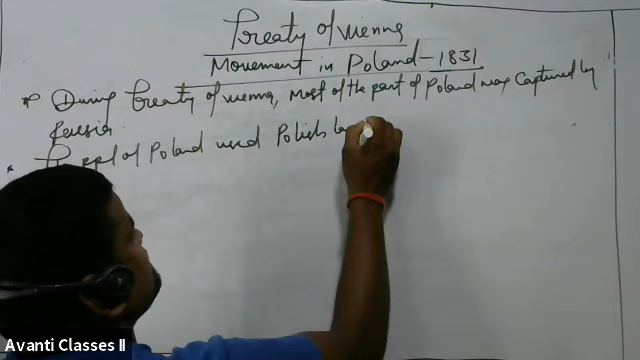 Treaty of Vienna
Movement in Poland - 1831
* During treaty of vienna, Most of the part of Poland was Captured by
Russia.
* ppl of Poland used Polish
Avanti Classes II